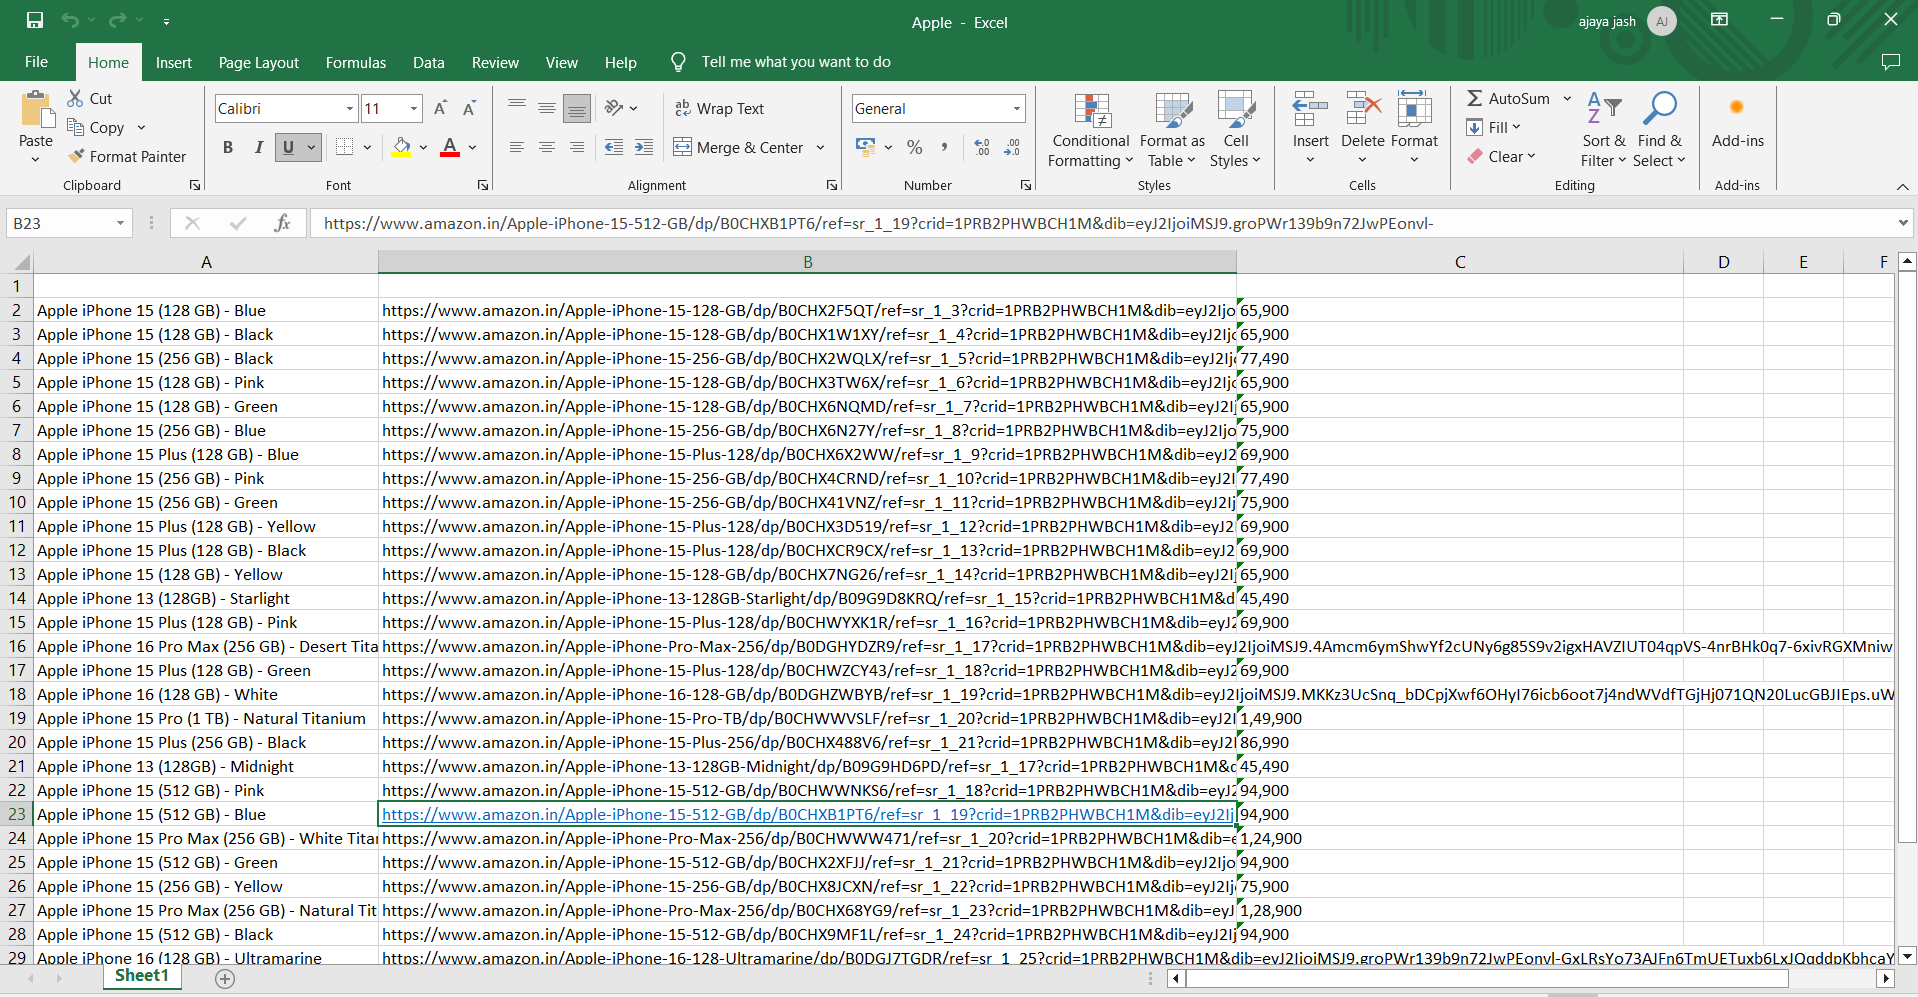 Apple - Excel
ajaya jash
AJ
File Home Insert Page Layout Formulas Data Review View Help Tell me what you want to do
Paste
Cut
Copy
Format Painter
Clipboard
Calibri 11
B I U
Font
Wrap Text
Merge & Center
Alignment
General
Number
Conditional Formatting
Format as Table
Cell Styles
Styles
Insert Delete Format
Cells
AutoSum
Fill
Clear
Sort & Filter
Find & Select
Editing
Add-ins
Add-ins
B23 fx https://www.amazon.in/Apple-iPhone-15-512-GB/dp/B0CHXB1PT6/ref=sr_1_19?crid=1PRB2PHWBCH1M&dib=eyJ2IjoiMSJ9.groPWr139b9n72JwPEonvl-
A B C D E F
1
2 Apple iPhone 15 (128 GB) - Blue https://www.amazon.in/Apple-iPhone-15-128-GB/dp/B0CHX2F5QT/ref=sr_1_3?crid=1PRB2PHWBCH1M&dib=eyJ2Ijo 65,900
3 Apple iPhone 15 (128 GB) - Black https://www.amazon.in/Apple-iPhone-15-128-GB/dp/B0CHX1W1XY/ref=sr_1_4?crid=1PRB2PHWBCH1M&dib=eyJ2Ijo 65,900
4 Apple iPhone 15 (256 GB) - Black https://www.amazon.in/Apple-iPhone-15-256-GB/dp/B0CHX2WQLX/ref=sr_1_5?crid=1PRB2PHWBCH1M&dib=eyJ2Ij 77,490
5 Apple iPhone 15 (128 GB) - Pink https://www.amazon.in/Apple-iPhone-15-128-GB/dp/B0CHX3TW6X/ref=sr_1_6?crid=1PRB2PHWBCH1M&dib=eyJ2Ij 65,900
6 Apple iPhone 15 (128 GB) - Green https://www.amazon.in/Apple-iPhone-15-128-GB/dp/B0CHX6NQMD/ref=sr_1_7?crid=1PRB2PHWBCH1M&dib=eyJ2Ij 65,900
7 Apple iPhone 15 (256 GB) - Blue https://www.amazon.in/Apple-iPhone-15-256-GB/dp/B0CHX6N27Y/ref=sr_1_8?crid=1PRB2PHWBCH1M&dib=eyJ2Ijo 75,900
8 Apple iPhone 15 Plus (128 GB) - Blue https://www.amazon.in/Apple-iPhone-15-Plus-128/dp/B0CHX6X2WW/ref=sr_1_9?crid=1PRB2PHWBCH1M&dib=eyJ2 69,900
9 Apple iPhone 15 (256 GB) - Pink https://www.amazon.in/Apple-iPhone-15-256-GB/dp/B0CHX4CRND/ref=sr_1_10?crid=1PRB2PHWBCH1M&dib=eyJ2I 77,490
10 Apple iPhone 15 (256 GB) - Green https://www.amazon.in/Apple-iPhone-15-256-GB/dp/B0CHX41VNZ/ref=sr_1_11?crid=1PRB2PHWBCH1M&dib=eyJ2Ij 75,900
11 Apple iPhone 15 Plus (128 GB) - Yellow https://www.amazon.in/Apple-iPhone-15-Plus-128/dp/B0CHX3D519/ref=sr_1_12?crid=1PRB2PHWBCH1M&dib=eyJ2 69,900
12 Apple iPhone 15 Plus (128 GB) - Black https://www.amazon.in/Apple-iPhone-15-Plus-128/dp/B0CHXCR9CX/ref=sr_1_13?crid=1PRB2PHWBCH1M&dib=eyJ2 69,900
13 Apple iPhone 15 (128 GB) - Yellow https://www.amazon.in/Apple-iPhone-15-128-GB/dp/B0CHX7NG26/ref=sr_1_14?crid=1PRB2PHWBCH1M&dib=eyJ2Ij 65,900
14 Apple iPhone 13 (128GB) - Starlight https://www.amazon.in/Apple-iPhone-13-128GB-Starlight/dp/B09G9D8KRQ/ref=sr_1_15?crid=1PRB2PHWBCH1M&d 45,490
15 Apple iPhone 15 Plus (128 GB) - Pink https://www.amazon.in/Apple-iPhone-15-Plus-128/dp/B0CHWYXK1R/ref=sr_1_16?crid=1PRB2PHWBCH1M&dib=eyJ2 69,900
16 Apple iPhone 16 Pro Max (256 GB) - Desert Tita https://www.amazon.in/Apple-iPhone-Pro-Max-256/dp/B0DGHYDZR9/ref=sr_1_17?crid=1PRB2PHWBCH1M&dib=eyJ2IjoiMSJ9.4Amcm6ymShwYf2cUNy6g85S9v2igxHAVZIUT04qpVS-4nrBHk0q7-6xivRGXMniw
17 Apple iPhone 15 Plus (128 GB) - Green https://www.amazon.in/Apple-iPhone-15-Plus-128/dp/B0CHWZCY43/ref=sr_1_18?crid=1PRB2PHWBCH1M&dib=eyJ2 69,900
18 Apple iPhone 16 (128 GB) - White https://www.amazon.in/Apple-iPhone-16-128-GB/dp/B0DGHZWBYB/ref=sr_1_19?crid=1PRB2PHWBCH1M&dib=eyJ2IjoiMSJ9.MKKz3UcSnq_bDCpjXwf6OHyI76icb6oot7j4ndWVdfTGjHj071QN20LucGBJIEps.uW
19 Apple iPhone 15 Pro (1 TB) - Natural Titanium https://www.amazon.in/Apple-iPhone-15-Pro-TB/dp/B0CHWWVSLF/ref=sr_1_20?crid=1PRB2PHWBCH1M&dib=eyJ2I 1,49,900
20 Apple iPhone 15 Plus (256 GB) - Black https://www.amazon.in/Apple-iPhone-15-Plus-256/dp/B0CHX488V6/ref=sr_1_21?crid=1PRB2PHWBCH1M&dib=eyJ2I 86,990
21 Apple iPhone 13 (128GB) - Midnight https://www.amazon.in/Apple-iPhone-13-128GB-Midnight/dp/B09G9HD6PD/ref=sr_1_17?crid=1PRB2PHWBCH1M& 45,490
22 Apple iPhone 15 (512 GB) - Pink https://www.amazon.in/Apple-iPhone-15-512-GB/dp/B0CHWWNKS6/ref=sr_1_18?crid=1PRB2PHWBCH1M&dib=eyJ2 94,900
23 Apple iPhone 15 (512 GB) - Blue https://www.amazon.in/Apple-iPhone-15-512-GB/dp/B0CHXB1PT6/ref=sr_1_19?crid=1PRB2PHWBCH1M&dib=eyJ2Ij 94,900
24 Apple iPhone 15 Pro Max (256 GB) - White Titan https://www.amazon.in/Apple-iPhone-Pro-Max-256/dp/B0CHWWW471/ref=sr_1_20?crid=1PRB2PHWBCH1M&dib=e 1,24,900
25 Apple iPhone 15 (512 GB) - Green https://www.amazon.in/Apple-iPhone-15-512-GB/dp/B0CHX2XFJJ/ref=sr_1_21?crid=1PRB2PHWBCH1M&dib=eyJ2Ijo 94,900
26 Apple iPhone 15 (256 GB) - Yellow https://www.amazon.in/Apple-iPhone-15-256-GB/dp/B0CHX8JCXN/ref=sr_1_22?crid=1PRB2PHWBCH1M&dib=eyJ2Ij 75,900
27 Apple iPhone 15 Pro Max (256 GB) - Natural Tit https://www.amazon.in/Apple-iPhone-Pro-Max-256/dp/B0CHX68YG9/ref=sr_1_23?crid=1PRB2PHWBCH1M&dib=eyJ 1,28,900
28 Apple iPhone 15 (512 GB) - Black https://www.amazon.in/Apple-iPhone-15-512-GB/dp/B0CHX9MF1L/ref=sr_1_24?crid=1PRB2PHWBCH1M&dib=eyJ2Ij 94,900
29 Apple iPhone 16 (128 GB) - Ultramarine https://www.amazon.in/Apple-iPhone-16-128-Ultramarine/dp/B0DGJ7TGDR/ref=sr_1_25?crid=1PRB2PHWBCH1M&dib=eyJ2IjoiMSJ9.groPWr139b9n72JwPEonvl-GxLRsYo73AJFn6TmUETuxb6LxJQqddpKbhcaY
Sheet1